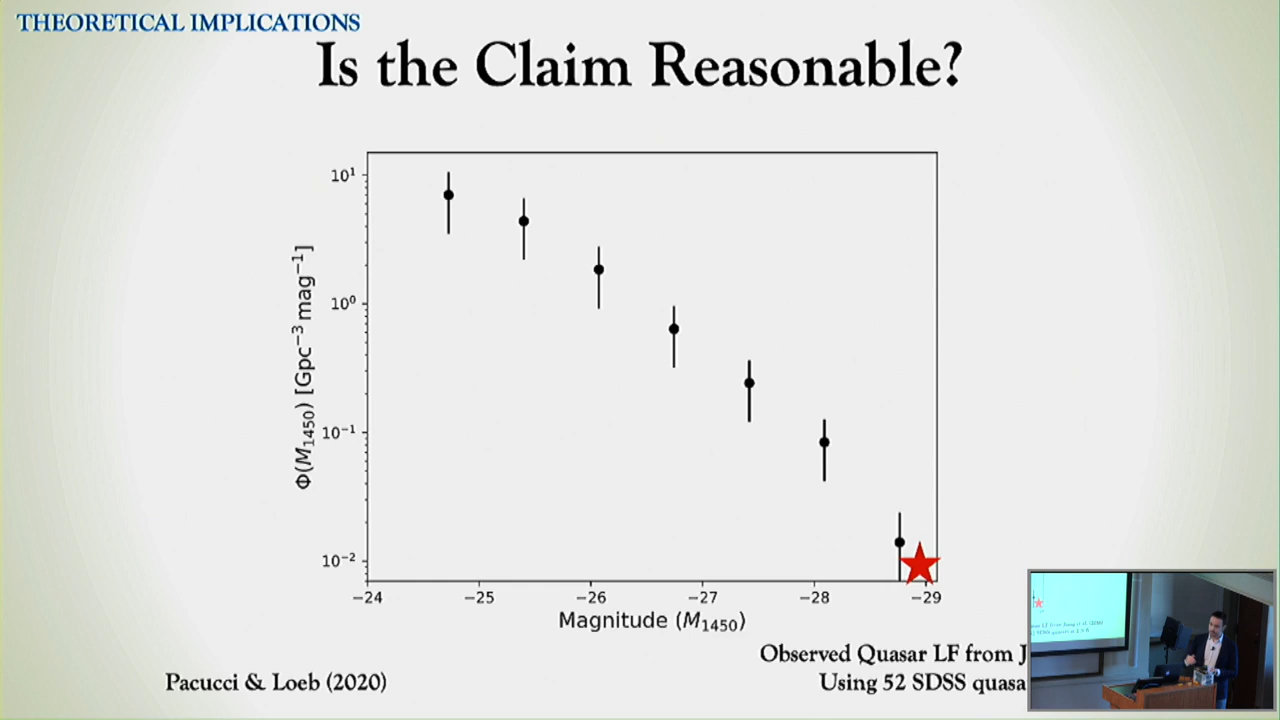 THEORETICAL IMPLICATIONS
Is the Claim Reasonable?
10¹
10⁰
10⁻¹
10⁻²
Φ(M₁₄₅₀) [Gpc⁻³ mag⁻¹]
−24 −25 −26 −27 −28 −29
Magnitude (M₁₄₅₀)
Observed Quasar LF from J
Pacucci & Loeb (2020)
Using 52 SDSS quasa